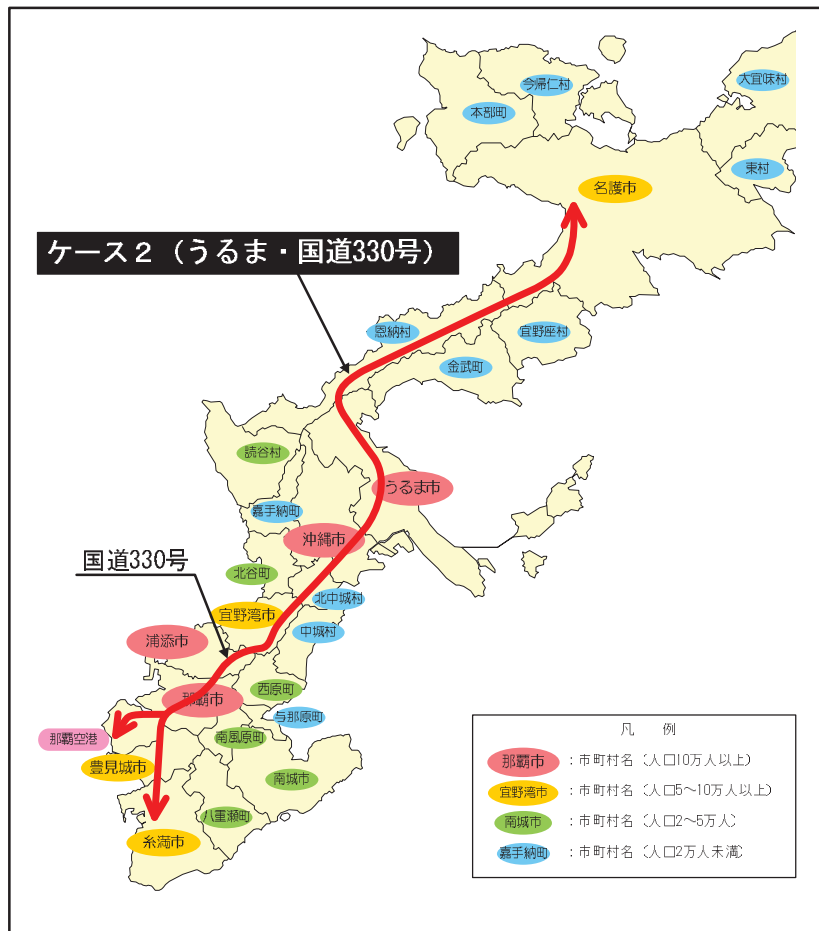 今帰仁村
大宜味村
本部町
東村
名護市
ケース２（うるま・国道330号）
恩納村
宜野座村
金武町
読谷村
うるま市
嘉手納町
沖縄市
国道330号
北谷町
北中城村
宜野湾市
中城村
浦添市
西原町
那覇市
与那原町
那覇空港
南風原町
豊見城市
南城市
八重瀬町
糸満市
凡　例
那覇市：市町村名（人口10万人以上）
宜野湾市：市町村名（人口5～10万人以上）
南城市：市町村名（人口2～5万人）
嘉手納町：市町村名（人口2万人未満）